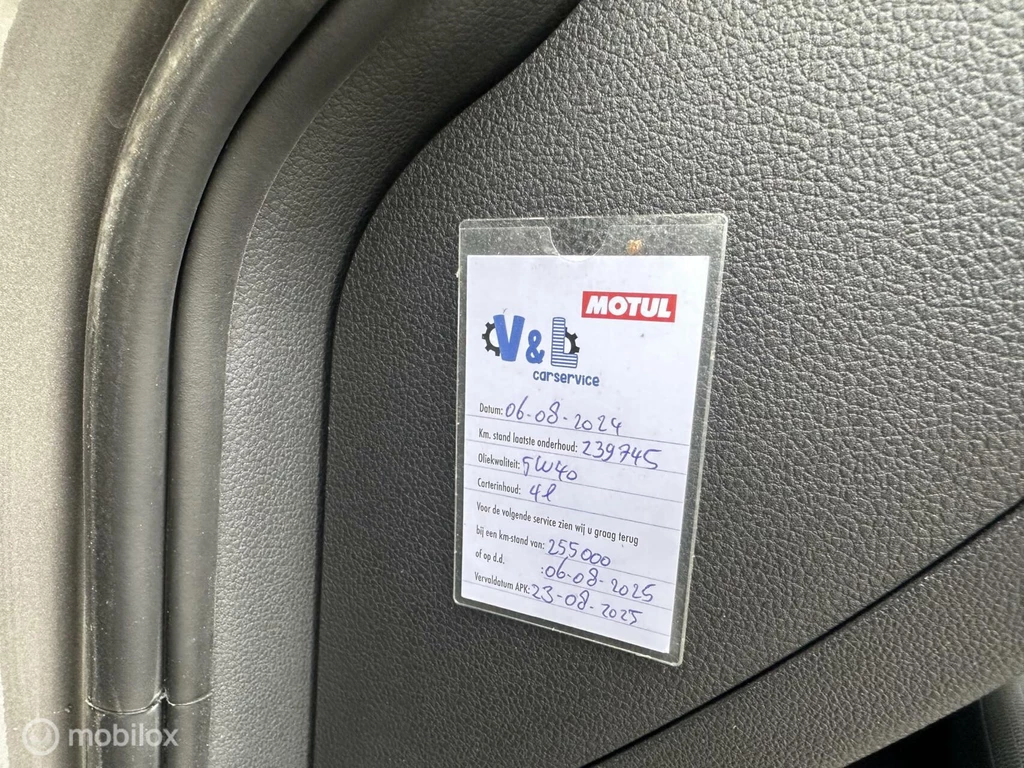 MOTUL
V & L
carservice
Datum: 06-08-2024
Km. stand laatste onderhoud: 239745
Oliekwaliteit: 5W40
Carterinhoud: 4l
Voor de volgende service zien wij u graag terug
bij een km-stand van: 255000
of op d.d. :06-08-2025
Vervaldatum APK: 23-08-2025
mobilox